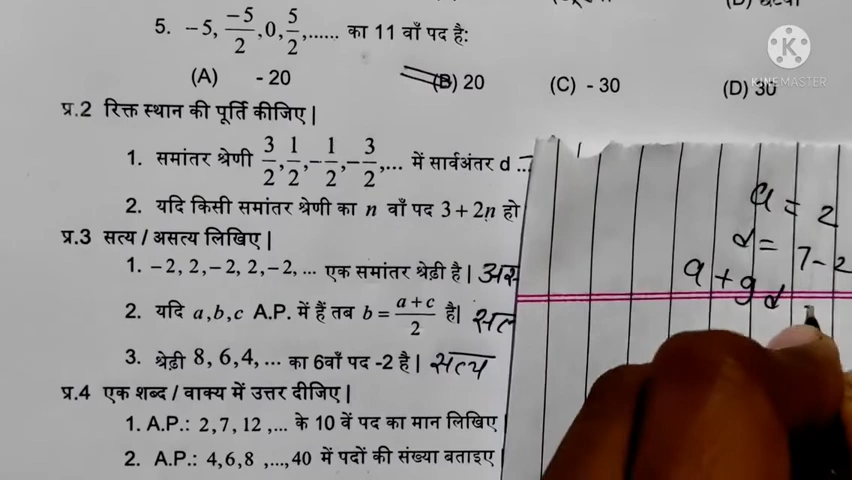 (D)
5. -5, -5/2, 0, 5/2, ...... का 11 वाँ पद है:
(A) - 20 (B) 20 (C) - 30 (D) 30
KINEMASTER
प्र.2 रिक्त स्थान की पूर्ति कीजिए |
1. समांतर श्रेणी 3/2, 1/2, -1/2, -3/2, ... में सार्वअंतर d ...
2. यदि किसी समांतर श्रेणी का n वाँ पद 3 + 2n हो
प्र.3 सत्य / असत्य लिखिए |
1. -2, 2, -2, 2, -2, ... एक समांतर श्रेढ़ी है | अस
2. यदि a, b, c A.P. में हैं तब b = a + c / 2 है| सत
3. श्रेढ़ी 8, 6, 4, ... का 6वाँ पद -2 है | सत्य
प्र.4 एक शब्द / वाक्य में उत्तर दीजिए |
1. A.P.: 2, 7, 12 ,... के 10 वें पद का मान लिखिए
2. A.P.: 4, 6, 8 ,..., 40 में पदों की संख्या बताइए
a = 2
d = 7 - 2
a + 9d